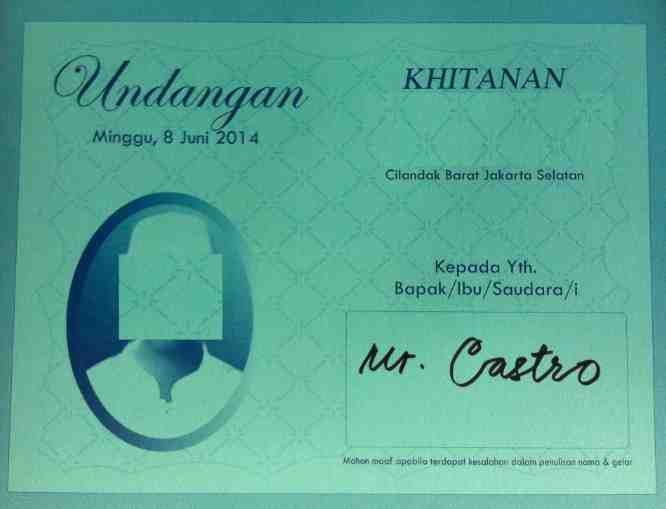 Undangan
Minggu, 8 Juni 2014
KHITANAN
Cilandak Barat Jakarta Selatan
Kepada Yth.
Bapak/Ibu/Saudara/i
Mr. Castro
Mohon maaf apabila terdapat kesalahan dalam penulisan nama & gelar